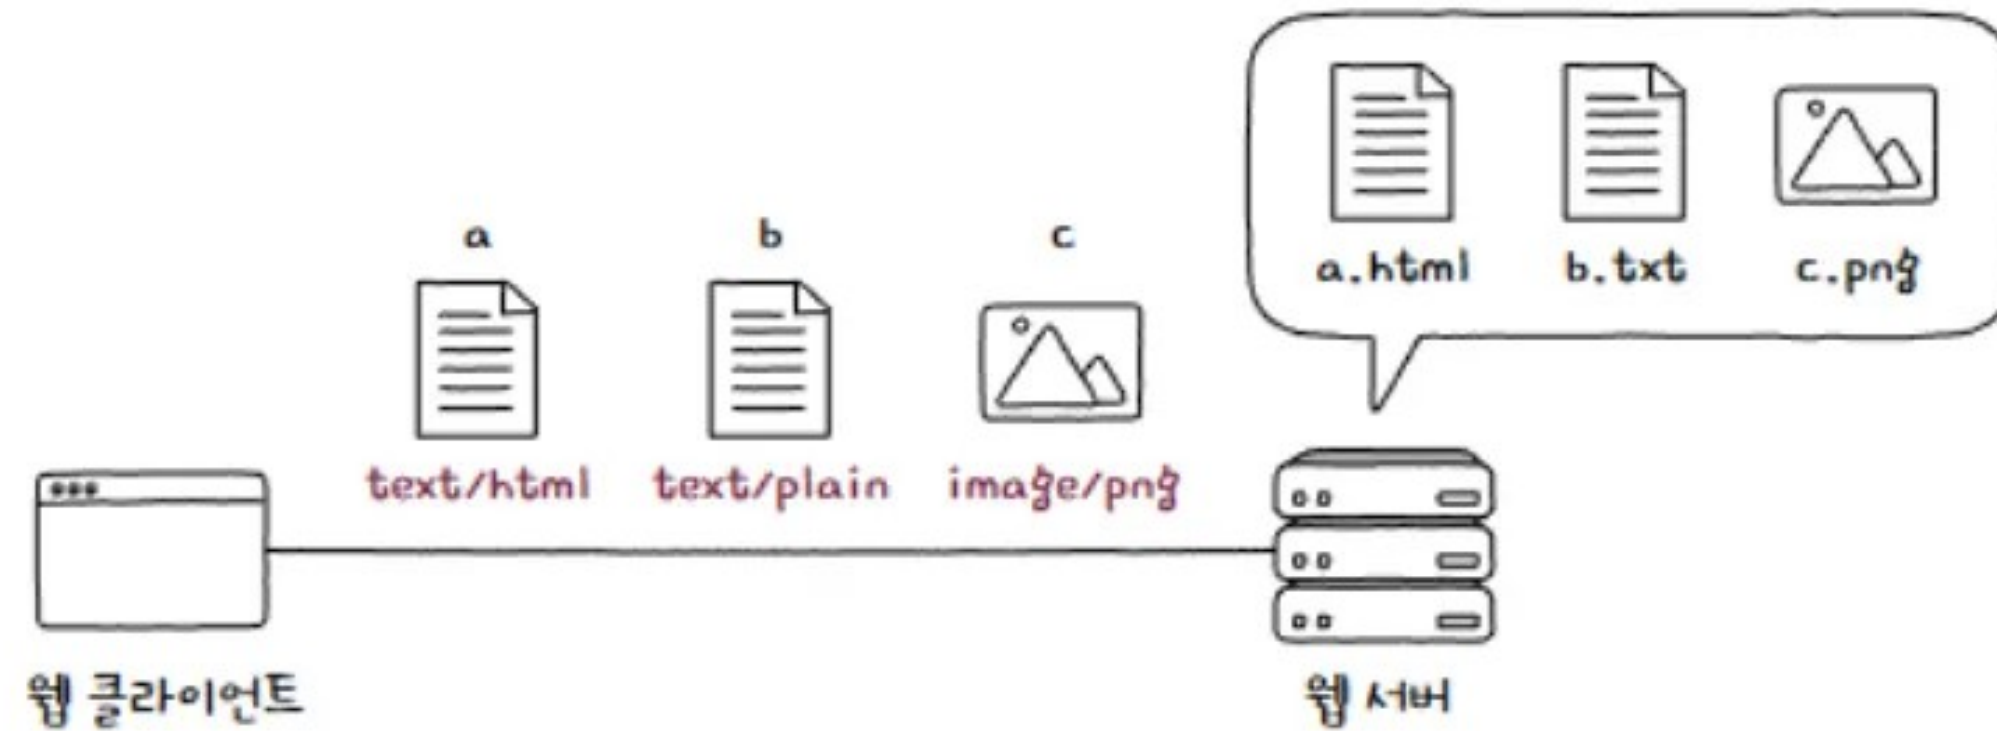 a.html b.txt c.png
a b c
text/html text/plain image/png
웹 클라이언트 웹 서버